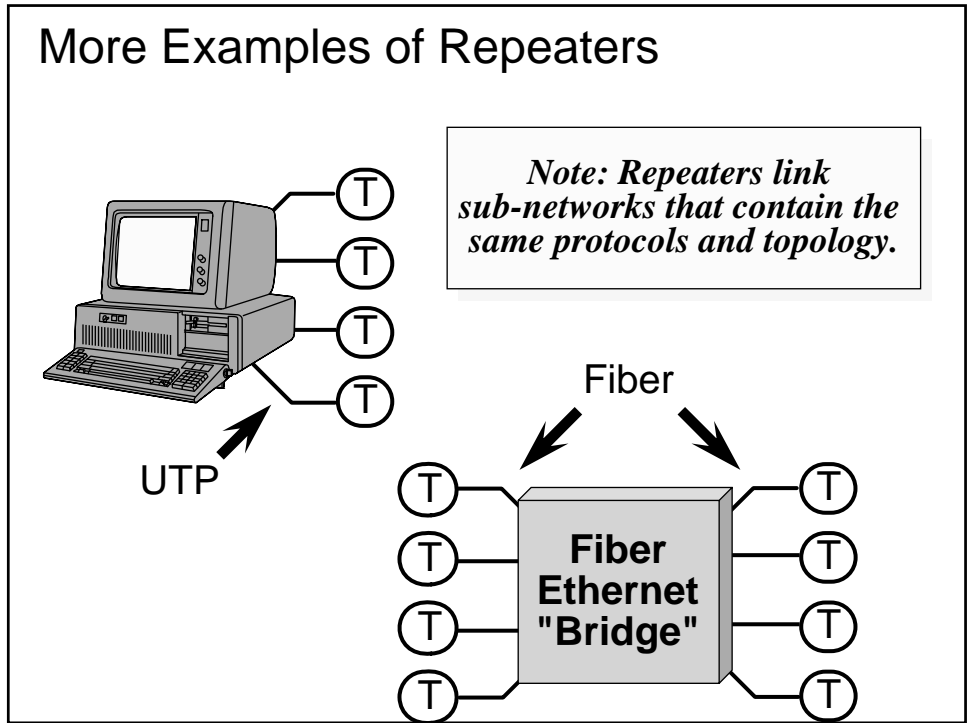 More Examples of Repeaters
Note: Repeaters link
sub-networks that contain the
same protocols and topology.
T
T
T
T
UTP
Fiber
T
T
T
T
Fiber
Ethernet
"Bridge"
T
T
T
T